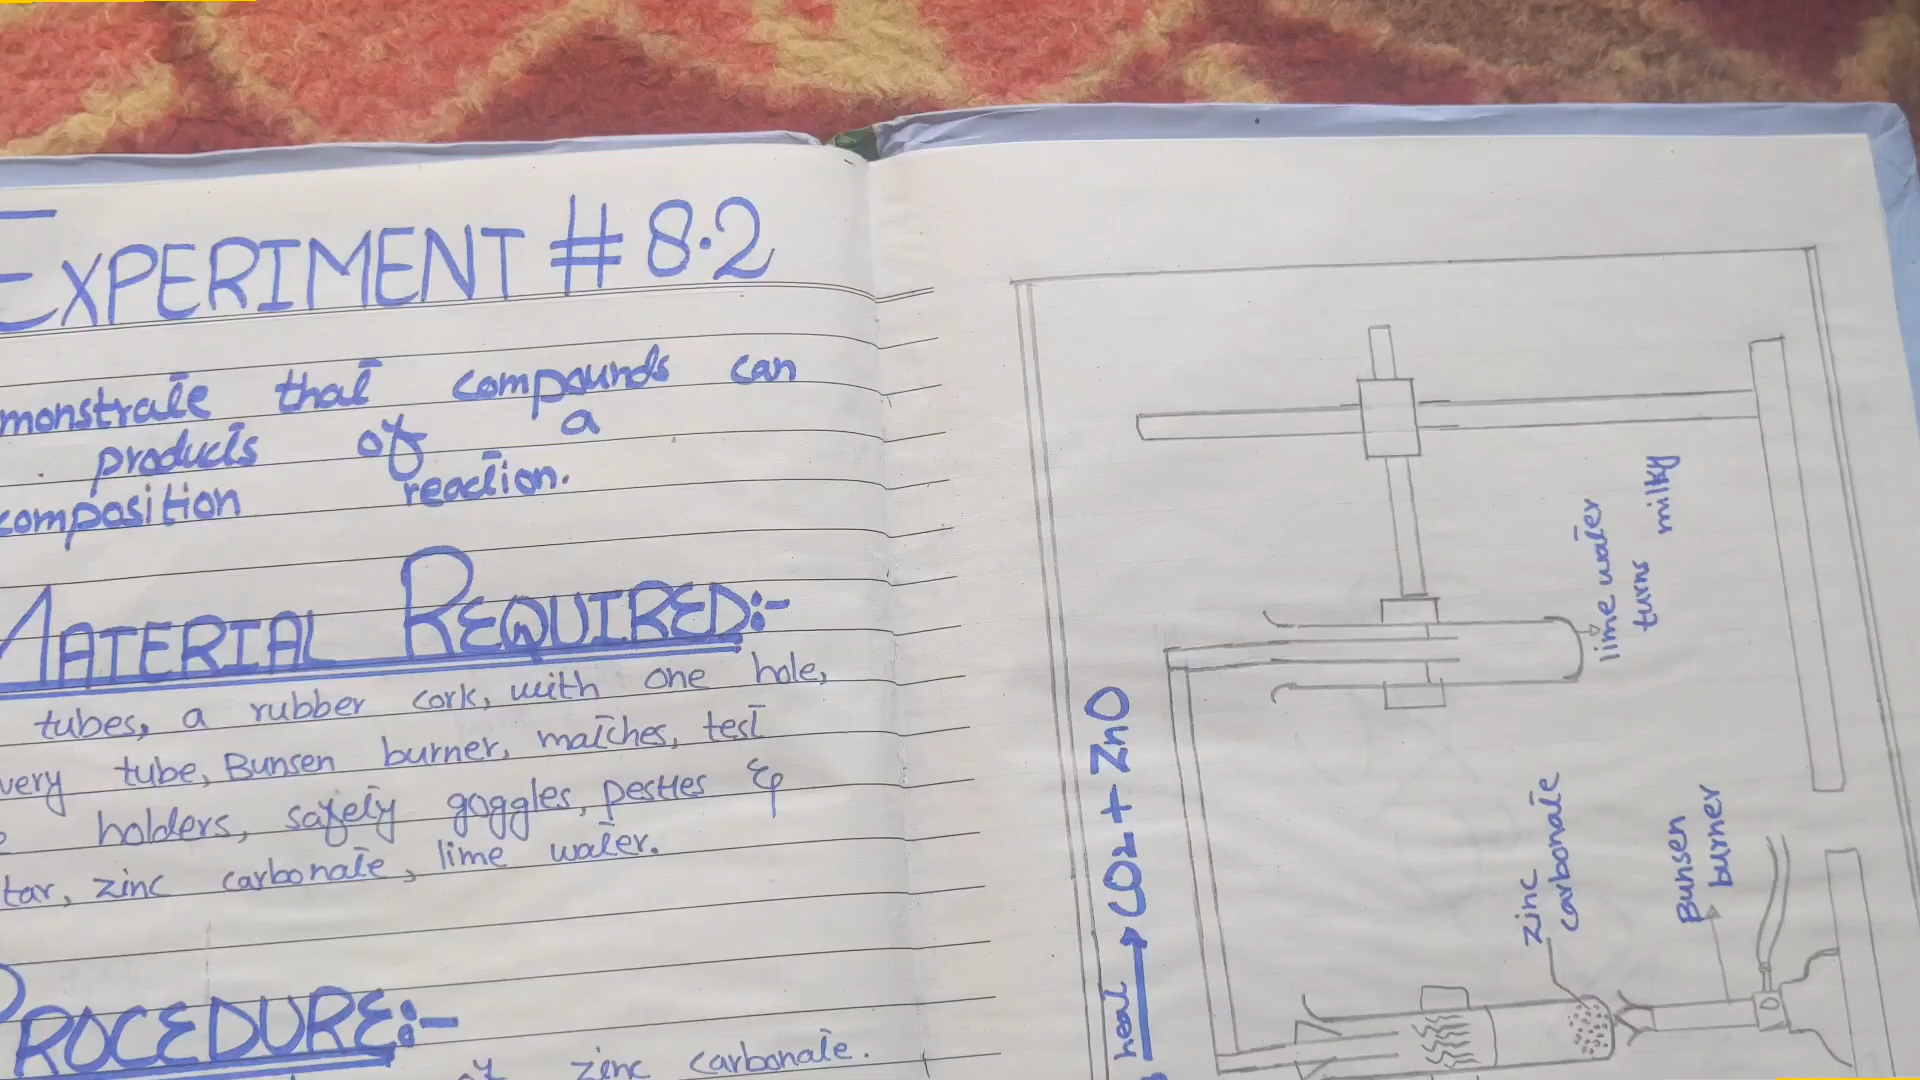 EXPERIMENT # 8.2
monstrate that compounds can
products of a
composition reaction.
MATERIAL REQUIRED:-
tubes, a rubber cork, with one hole,
very tube, Bunsen burner, matches, test
holders, safety goggles, pestles &
tar, zinc carbonate, lime water.
PROCEDURE:-
of zinc carbonate.
lime water
turns milky
heat → CO2 + ZnO
zinc
carbonate
Bunsen
burner